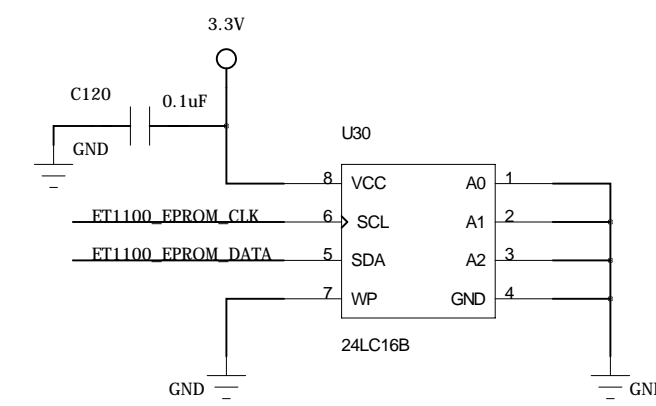 3.3V
C120
0.1uF
GND
U30
8 VCC A0 1
ET1100_EPROM_CLK 6 SCL A1 2
ET1100_EPROM_DATA 5 SDA A2 3
7 WP GND 4
24LC16B
GND
GND